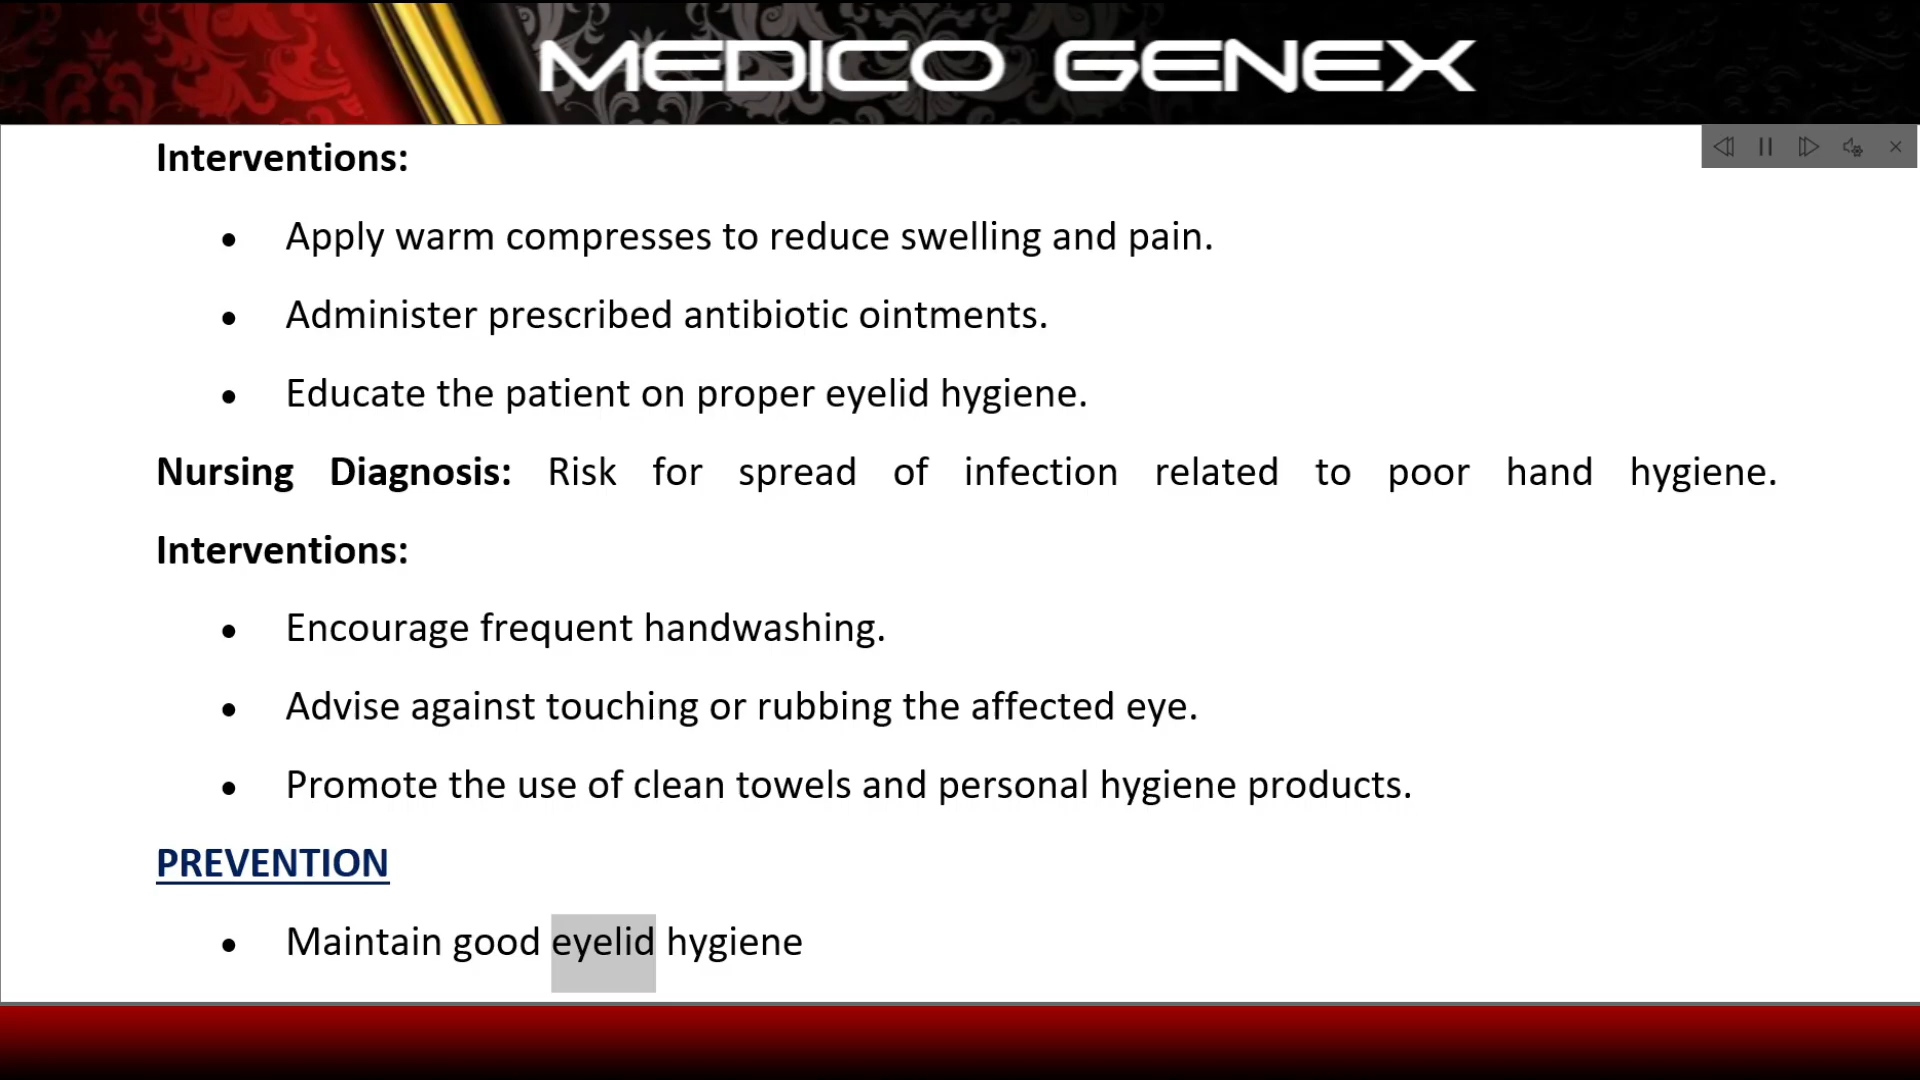 MEDICO GENEX
Interventions:
• Apply warm compresses to reduce swelling and pain.
• Administer prescribed antibiotic ointments.
• Educate the patient on proper eyelid hygiene.
Nursing Diagnosis: Risk for spread of infection related to poor hand hygiene.
Interventions:
• Encourage frequent handwashing.
• Advise against touching or rubbing the affected eye.
• Promote the use of clean towels and personal hygiene products.
PREVENTION
• Maintain good eyelid hygiene